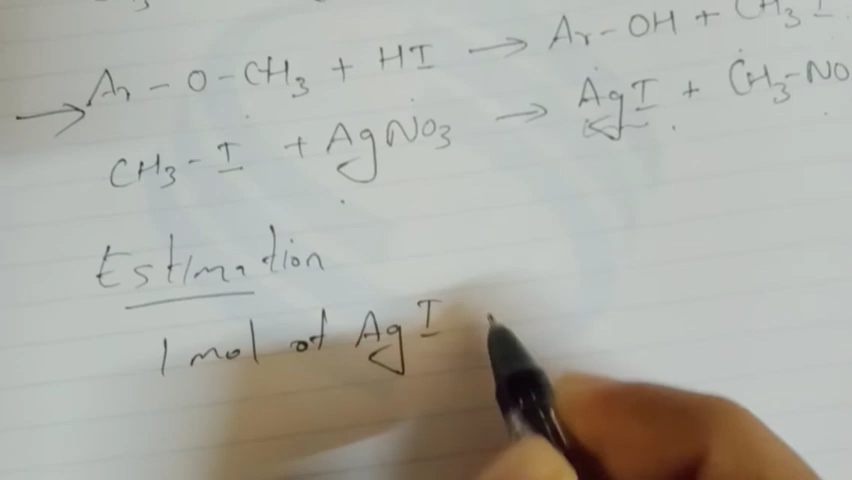 Ar - O - CH3 + HI → Ar - OH + CH3 I
CH3 - I + AgNO3 → AgI + CH3-NO
Estimation
1 mol of AgI